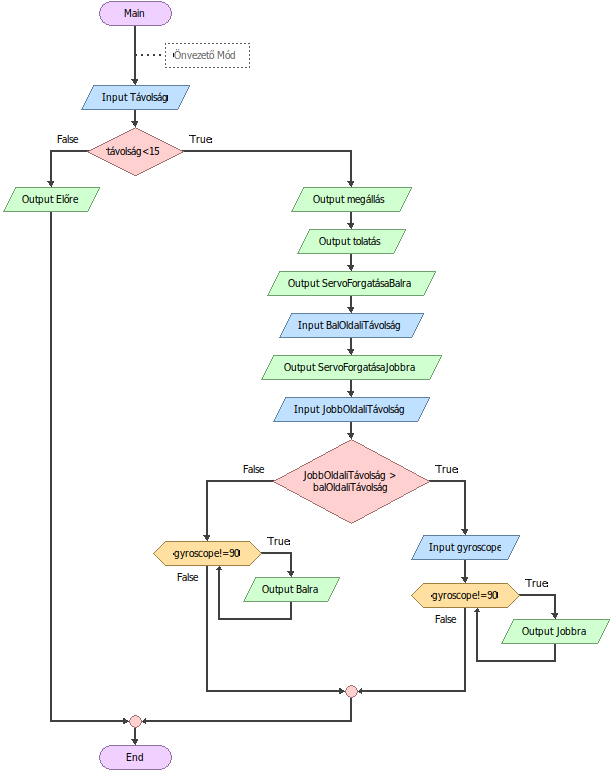 Main
Önvezető Mód
Input Távolság
False
True
távolság<15
Output Előre
Output megállás
Output tolatás
Output ServoForgatásaBalra
Input BalOldaliTávolság
Output ServoForgatásaJobbra
Input JobbOldaliTávolság
False
True
JobbOldaliTávolság >
balOldaliTávolság
gyroscope!=90
True
False
Output Balra
Input gyroscope
gyroscope!=90
True
False
Output Jobbra
End